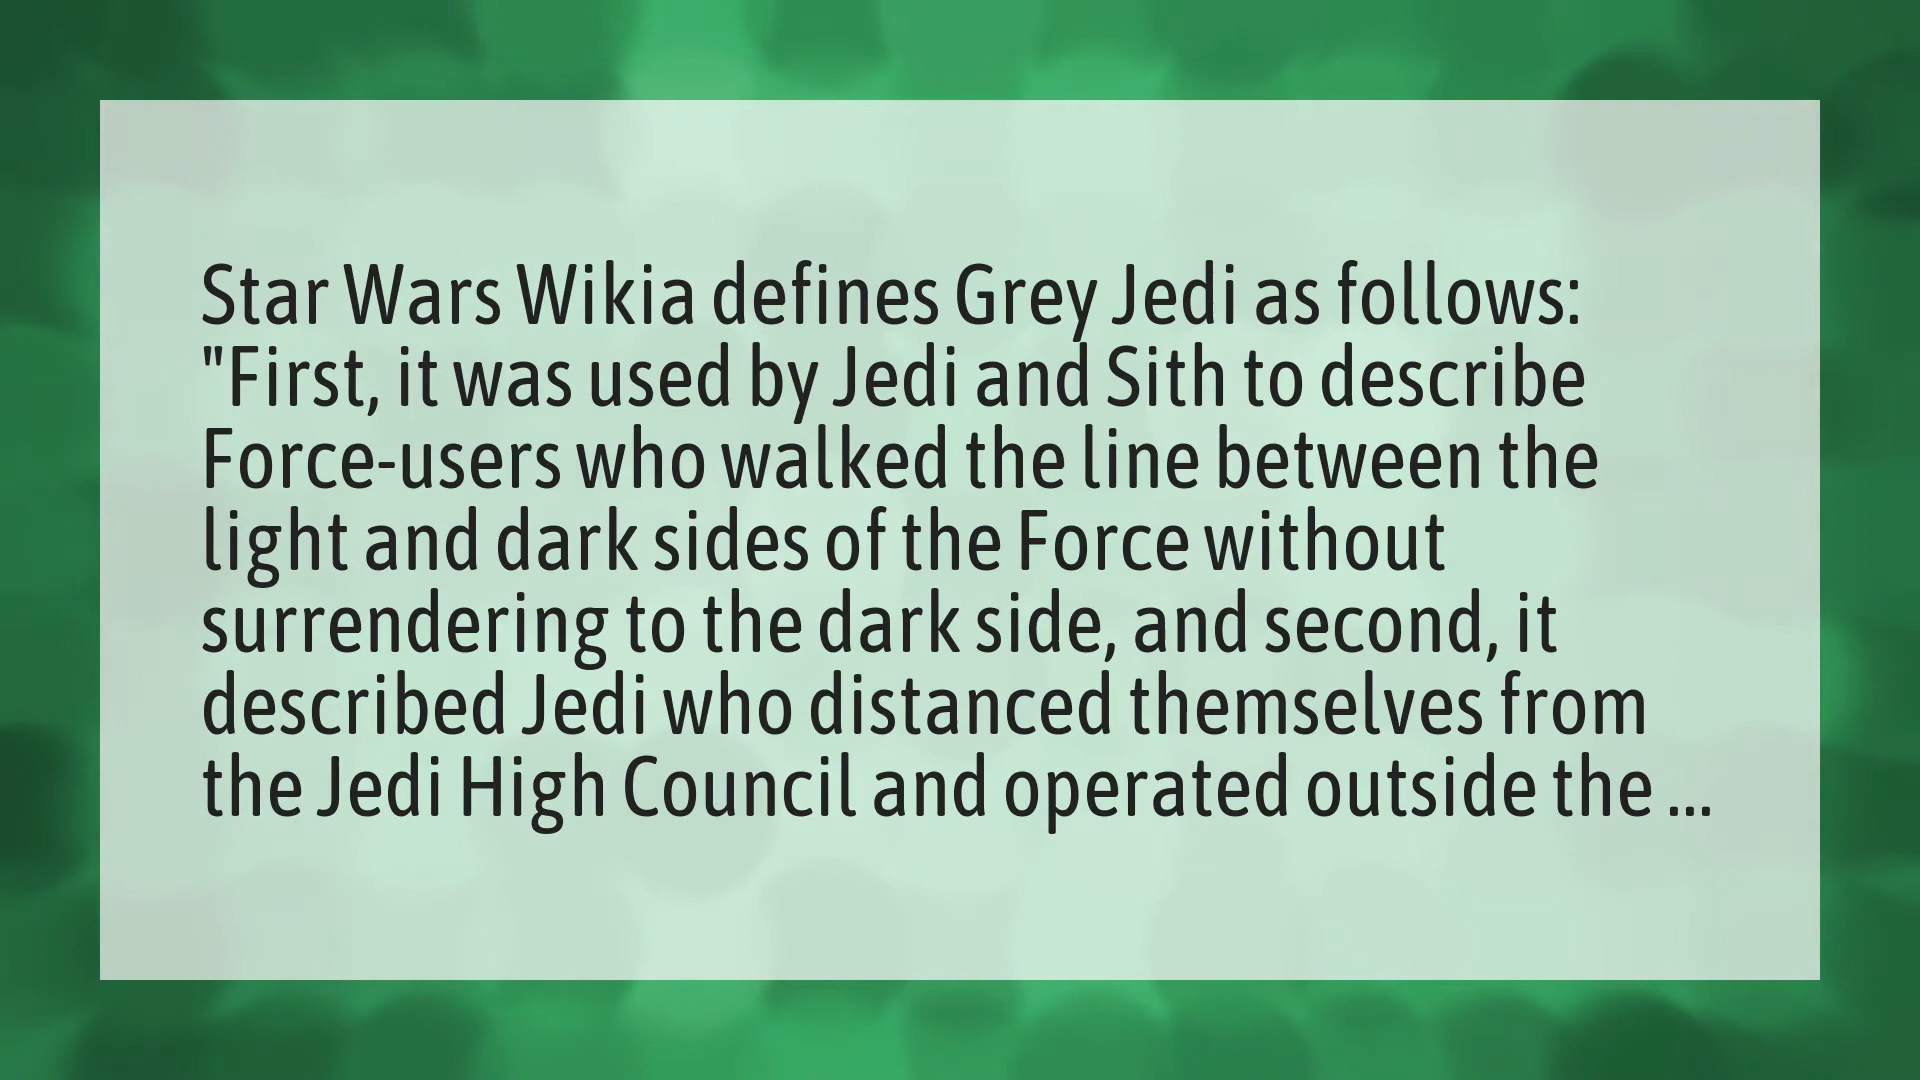 Star Wars Wikia defines Grey Jedi as follows:
"First, it was used by Jedi and Sith to describe
Force-users who walked the line between the
light and dark sides of the Force without
surrendering to the dark side, and second, it
described Jedi who distanced themselves from
the Jedi High Council and operated outside the ...